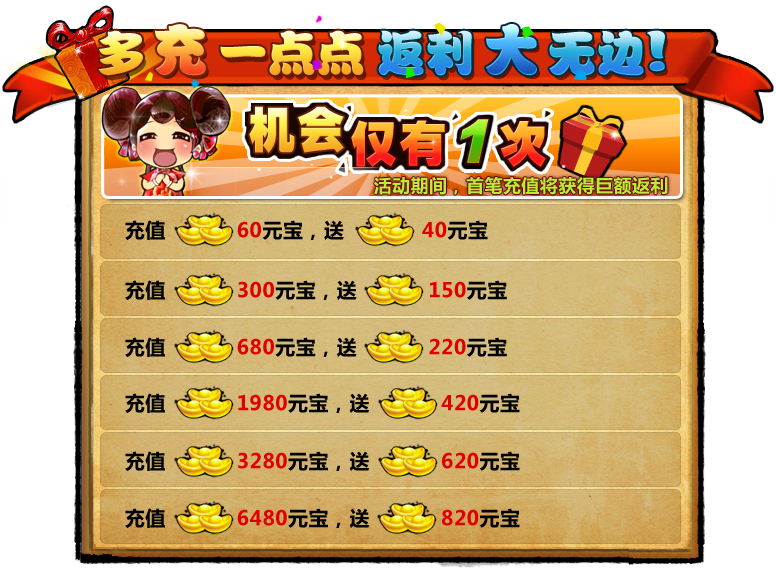 多充一点点 返利大无边!
机会仅有1次
活动期间，首笔充值将获得巨额返利
充值 60元宝，送 40元宝
充值 300元宝，送 150元宝
充值 680元宝，送 220元宝
充值 1980元宝，送 420元宝
充值 3280元宝，送 620元宝
充值 6480元宝，送 820元宝